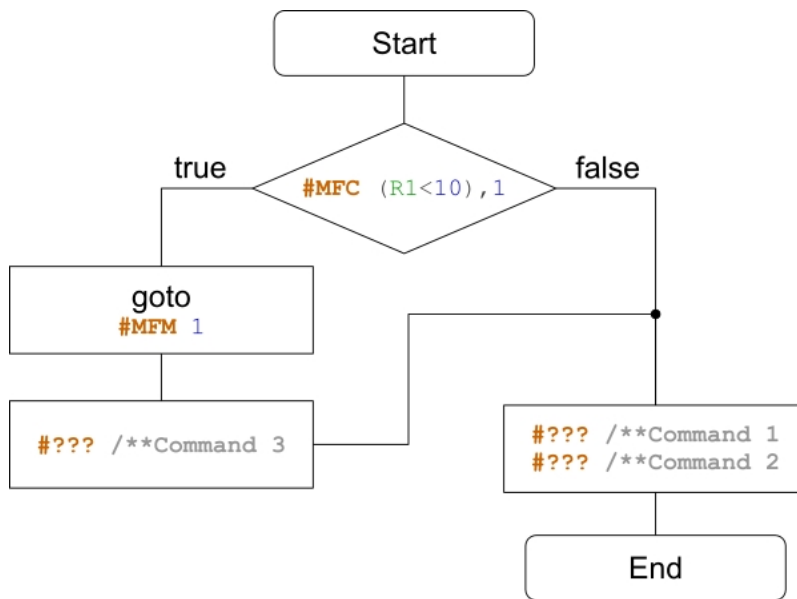 Start
true
false
#MFC (R1<10),1
goto
#MFM 1
#??? /**Command 3
#??? /**Command 1
#??? /**Command 2
End